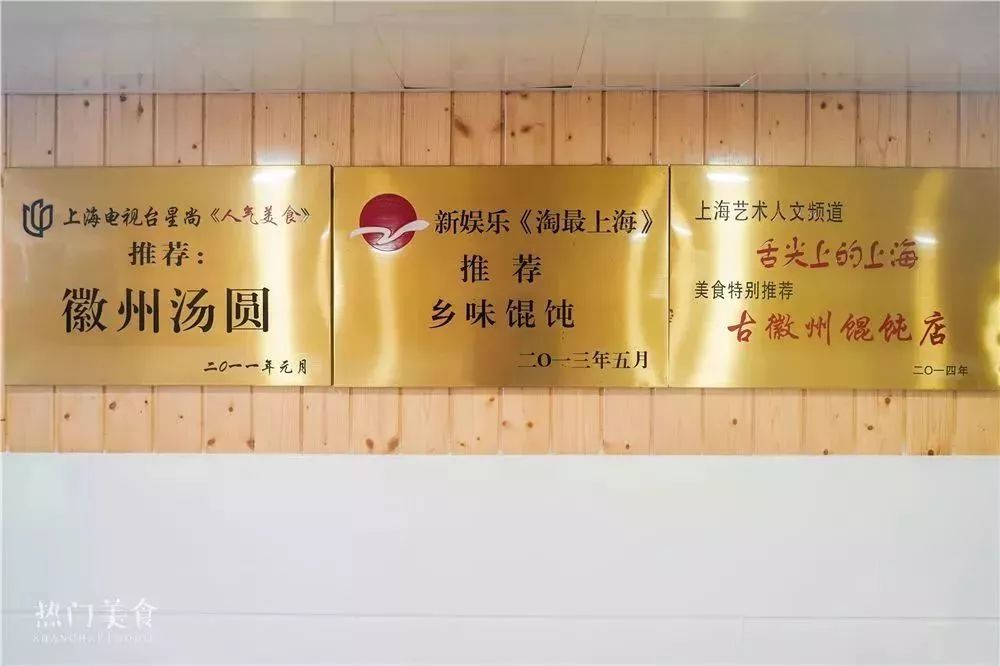 上海电视台星尚《人气美食》
推荐：
徽州汤圆
二〇一一年元月
新娱乐《淘最上海》
推荐
乡味馄饨
二〇一三年五月
上海艺术人文频道
舌尖上的上海
美食特别推荐
古徽州馄饨店
二〇一四年
热门美食
SHANGHAI FOODIE